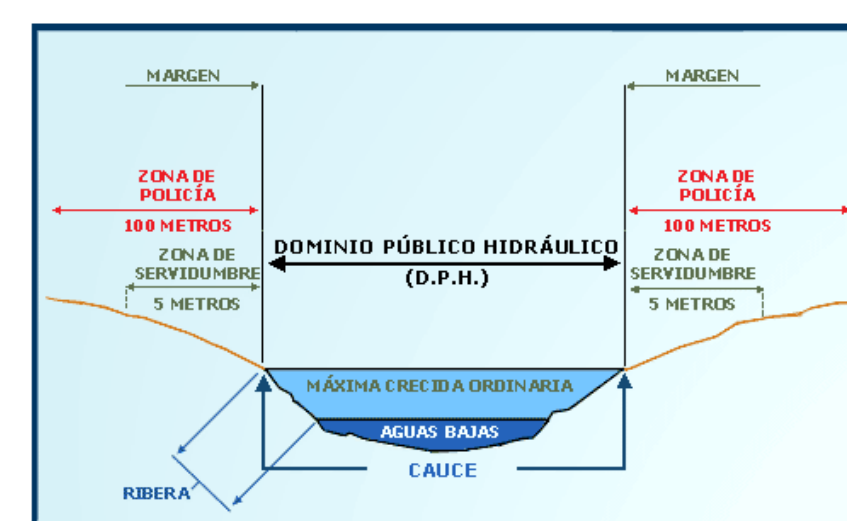 MARGEN
MARGEN
ZONA DE
POLICÍA
100 METROS
ZONA DE
POLICÍA
100 METROS
ZONA DE
SERVIDUMBRE
5 METROS
DOMINIO PÚBLICO HIDRÁULICO
(D.P.H.)
ZONA DE
SERVIDUMBRE
5 METROS
MÁXIMA CRECIDA ORDINARIA
AGUAS BAJAS
CAUCE
RIBERA